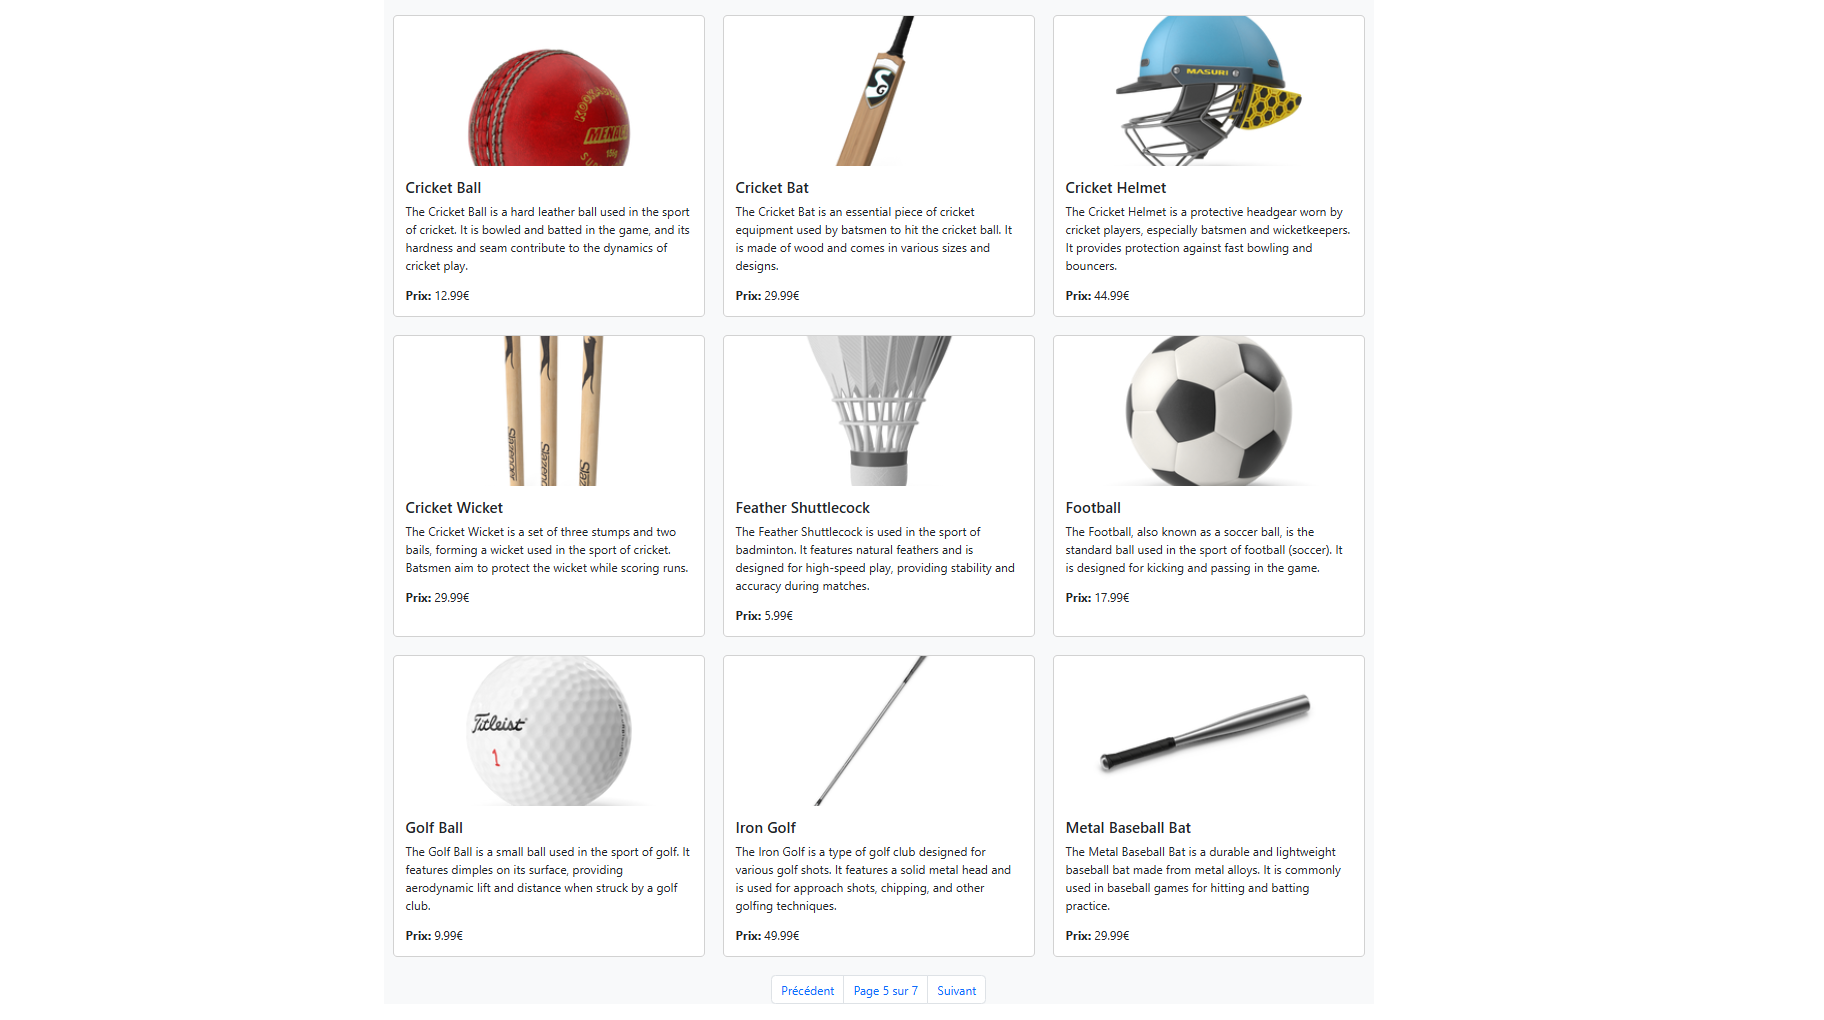 MENACE
156g
SG
MASURI
Cricket Ball
The Cricket Ball is a hard leather ball used in the sport
of cricket. It is bowled and batted in the game, and its
hardness and seam contribute to the dynamics of
cricket play.
Prix: 12.99€
Cricket Bat
The Cricket Bat is an essential piece of cricket
equipment used by batsmen to hit the cricket ball. It
is made of wood and comes in various sizes and
designs.
Prix: 29.99€
Cricket Helmet
The Cricket Helmet is a protective headgear worn by
cricket players, especially batsmen and wicketkeepers.
It provides protection against fast bowling and
bouncers.
Prix: 44.99€
Cricket Wicket
The Cricket Wicket is a set of three stumps and two
bails, forming a wicket used in the sport of cricket.
Batsmen aim to protect the wicket while scoring runs.
Prix: 29.99€
Feather Shuttlecock
The Feather Shuttlecock is used in the sport of
badminton. It features natural feathers and is
designed for high-speed play, providing stability and
accuracy during matches.
Prix: 5.99€
Football
The Football, also known as a soccer ball, is the
standard ball used in the sport of football (soccer). It
is designed for kicking and passing in the game.
Prix: 17.99€
Titleist
1
Golf Ball
The Golf Ball is a small ball used in the sport of golf. It
features dimples on its surface, providing
aerodynamic lift and distance when struck by a golf
club.
Prix: 9.99€
Iron Golf
The Iron Golf is a type of golf club designed for
various golf shots. It features a solid metal head and
is used for approach shots, chipping, and other
golfing techniques.
Prix: 49.99€
Metal Baseball Bat
The Metal Baseball Bat is a durable and lightweight
baseball bat made from metal alloys. It is commonly
used in baseball games for hitting and batting
practice.
Prix: 29.99€
Précédent
Page 5 sur 7
Suivant